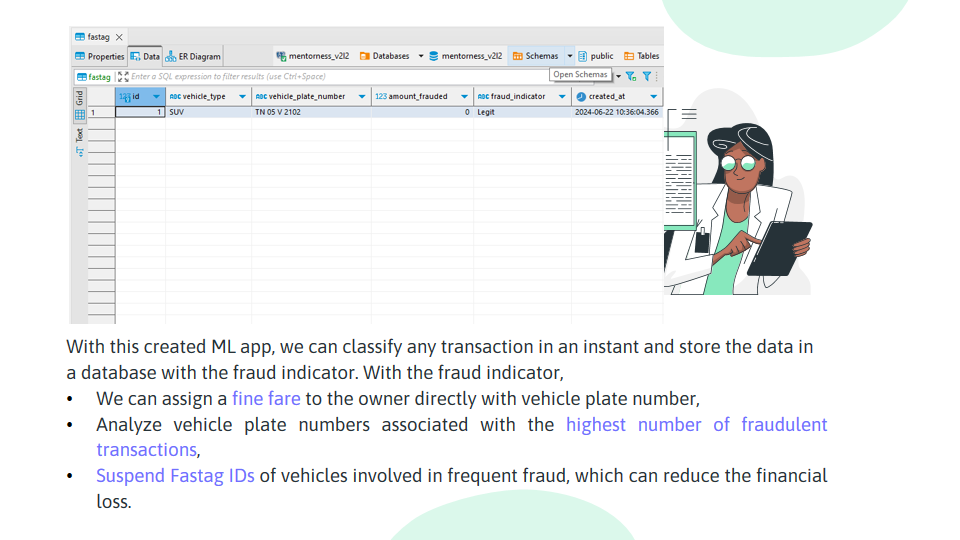 fastag
Properties Data ER Diagram mentorness_v2l2 Databases mentorness_v2l2 Schemas public Tables
fastag Enter a SQL expression to filter results (use Ctrl+Space) Open Schemas
Grid
Text
123 id ABC vehicle_type ABC vehicle_plate_number 123 amount_frauded ABC fraud_indicator created_at
1 1 SUV TN 05 V 2102 0 Legit 2024-06-22 10:36:04.366
With this created ML app, we can classify any transaction in an instant and store the data in
a database with the fraud indicator. With the fraud indicator,
• We can assign a fine fare to the owner directly with vehicle plate number,
• Analyze vehicle plate numbers associated with the highest number of fraudulent
transactions,
• Suspend Fastag IDs of vehicles involved in frequent fraud, which can reduce the financial
loss.